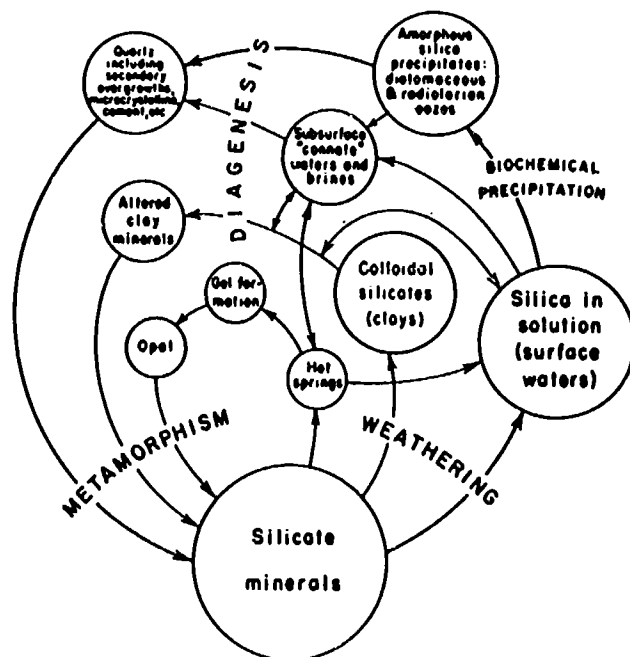 Quartz
including
secondary
overgrowths,
microcrystalline
cement, etc
Amorphous
silica
precipitates:
diatomaceous
& radiolarian
oozes
DIAGENESIS
Subsurface
"connate"
waters and
brines
BIOCHEMICAL
PRECIPITATION
Altered
clay
minerals
Colloidal
silicates
(clays)
Silica in
solution
(surface
waters)
Gel for-
mation
Opal
Hot
springs
METAMORPHISM
WEATHERING
Silicate
minerals